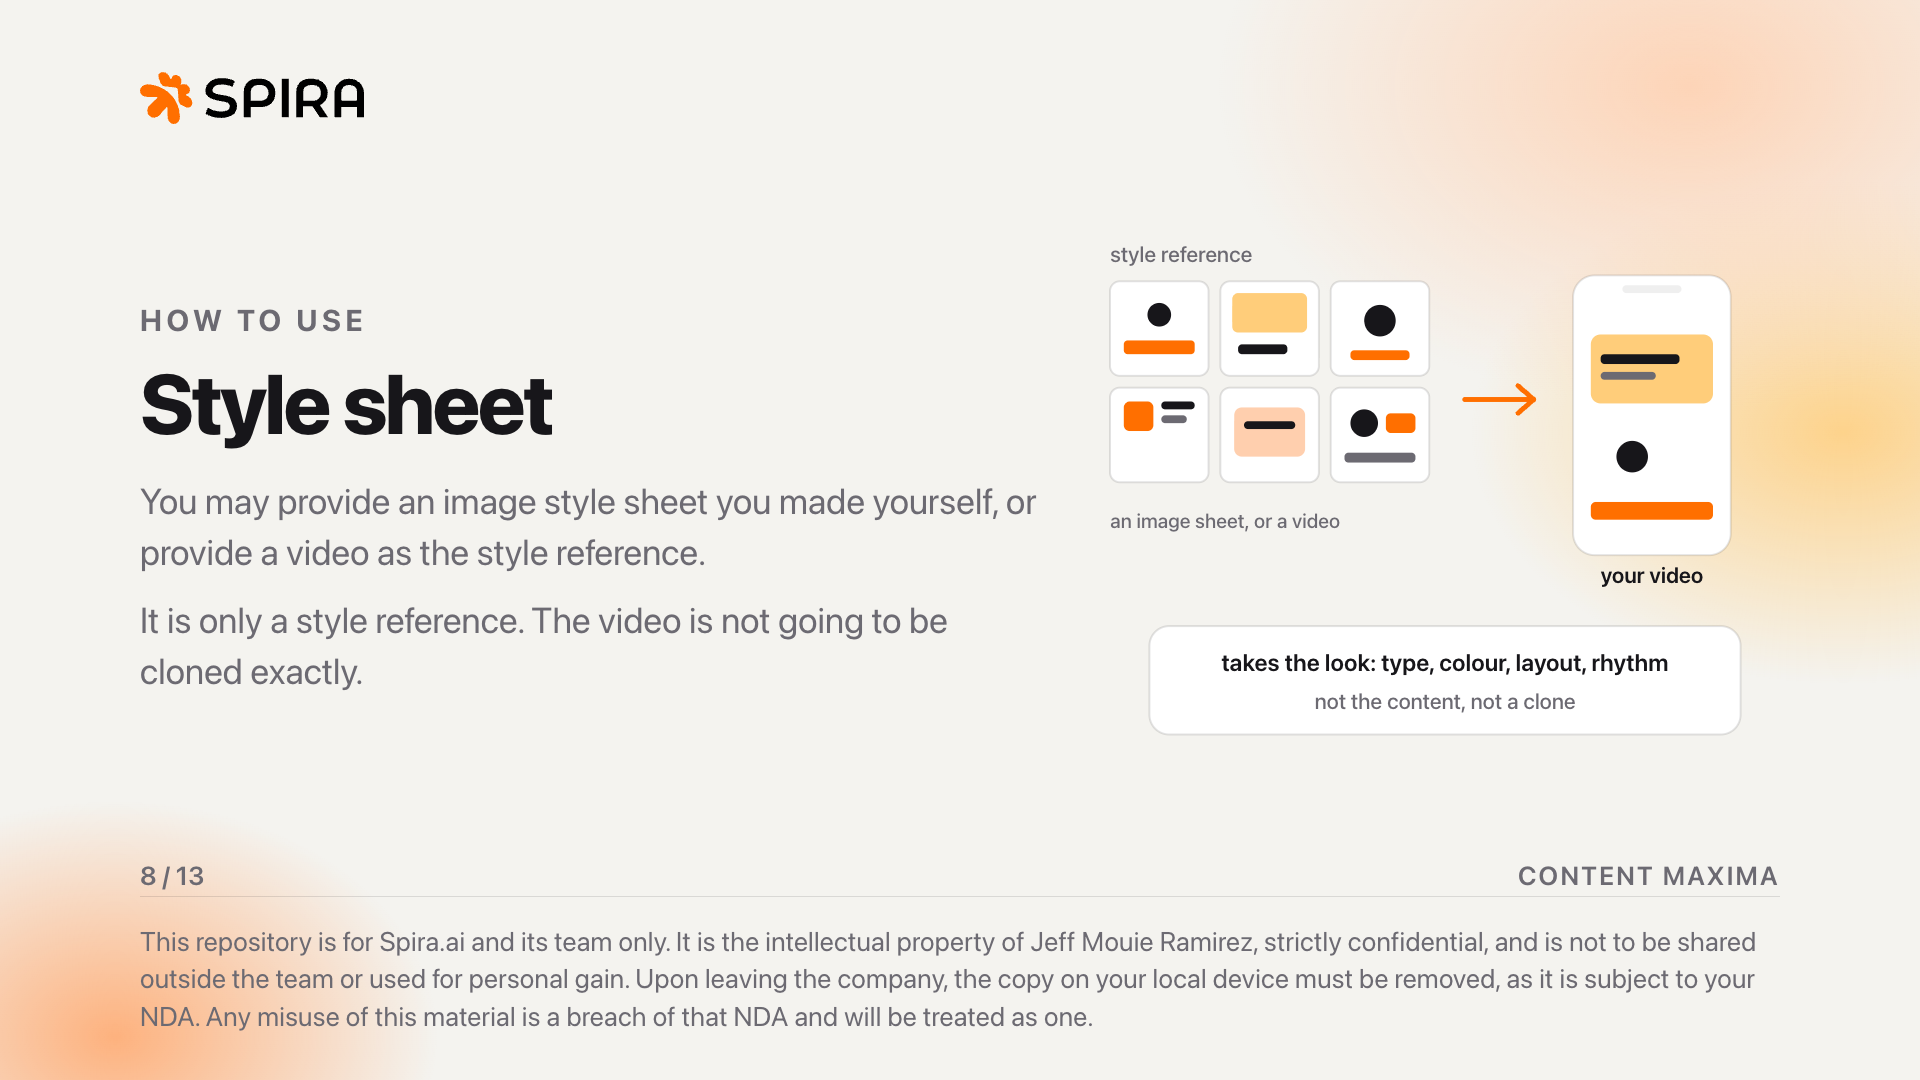 SPIRA
HOW TO USE
Style sheet
You may provide an image style sheet you made yourself, or
provide a video as the style reference.
It is only a style reference. The video is not going to be
cloned exactly.
style reference
an image sheet, or a video
your video
takes the look: type, colour, layout, rhythm
not the content, not a clone
8 / 13
CONTENT MAXIMA
This repository is for Spira.ai and its team only. It is the intellectual property of Jeff Mouie Ramirez, strictly confidential, and is not to be shared
outside the team or used for personal gain. Upon leaving the company, the copy on your local device must be removed, as it is subject to your
NDA. Any misuse of this material is a breach of that NDA and will be treated as one.